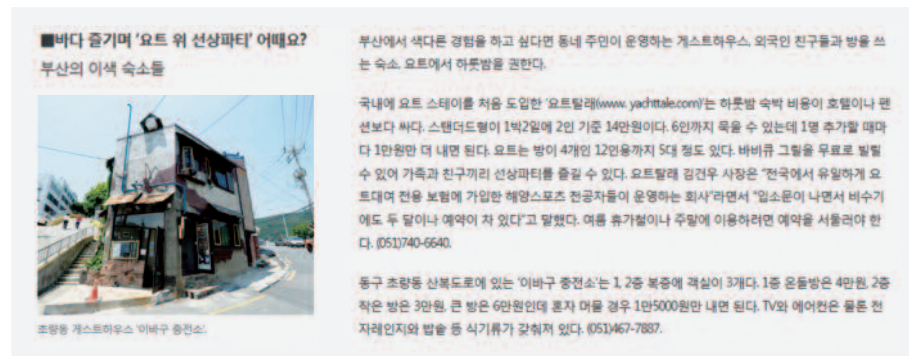 ■바다 즐기며 ‘요트 위 선상파티’ 어때요?
부산의 이색 숙소들
초량동 게스트하우스 ‘이바구 충전소’.
부산에서 색다른 경험을 하고 싶다면 동네 주민이 운영하는 게스트하우스, 외국인 친구들과 방을 쓰
는 숙소, 요트에서 하룻밤을 권한다.
국내에 요트 스테이를 처음 도입한 ‘요트탈래(www. yachttale.com)’는 하룻밤 숙박 비용이 호텔이나 펜
션보다 싸다. 스탠더드형이 1박2일에 2인 기준 14만원이다. 6인까지 묵을 수 있는데 1명 추가할 때마
다 1만원만 더 내면 된다. 요트는 방이 4개인 12인용까지 5대 정도 있다. 바비큐 그릴을 무료로 빌릴
수 있어 가족과 친구끼리 선상파티를 즐길 수 있다. 요트탈래 김건우 사장은 “전국에서 유일하게 요
트대여 전용 보험에 가입한 해양스포츠 전공자들이 운영하는 회사”라면서 “입소문이 나면서 비수기
에도 두 달이나 예약이 차 있다”고 말했다. 여름 휴가철이나 주말에 이용하려면 예약을 서둘러야 한
다. (051)740-6640.
동구 초량동 산복도로에 있는 ‘이바구 충전소’는 1, 2층 복층에 객실이 3개다. 1층 온돌방은 4만원, 2층
작은 방은 3만원, 큰 방은 6만원인데 혼자 머물 경우 1만5000원만 내면 된다. TV와 에어컨은 물론 전
자레인지와 밥솥 등 식기류가 갖춰져 있다. (051)467-7887.